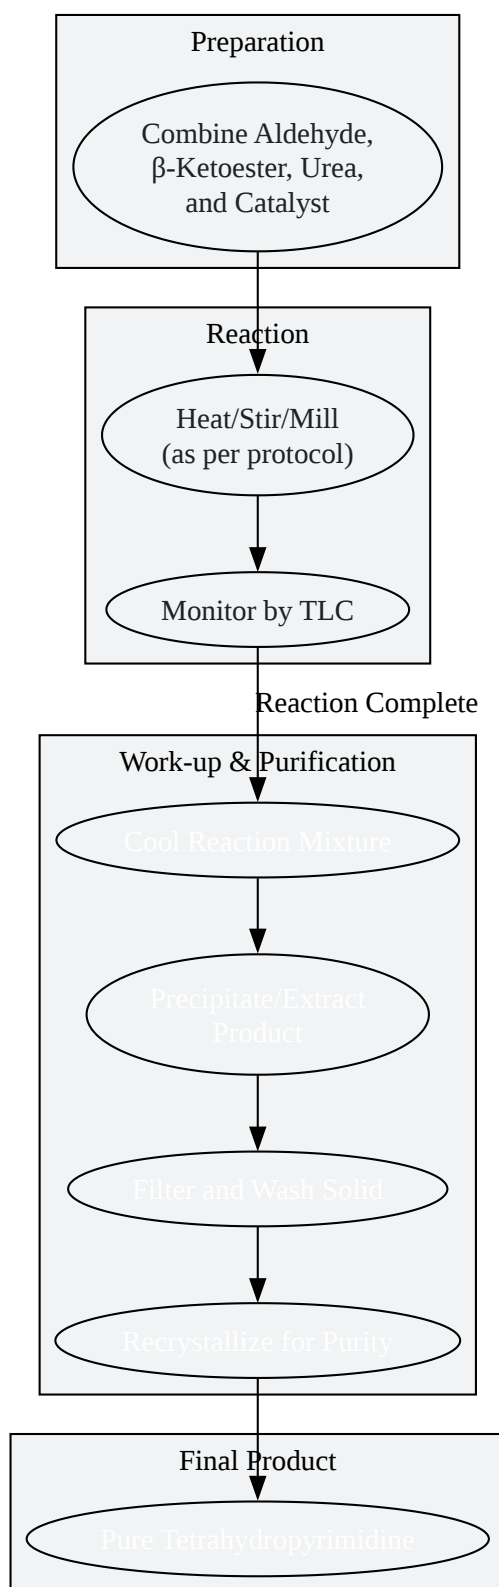 Preparation
Combine Aldehyde,
β-Ketoester, Urea,
and Catalyst
Reaction
Heat/Stir/Mill
(as per protocol)
Monitor by TLC
Reaction Complete
Work-up & Purification
Cool Reaction Mixture
Precipitate/Extract
Product
Filter and Wash Solid
Recrystallize for Purity
Final Product
Pure Tetrahydropyrimidine